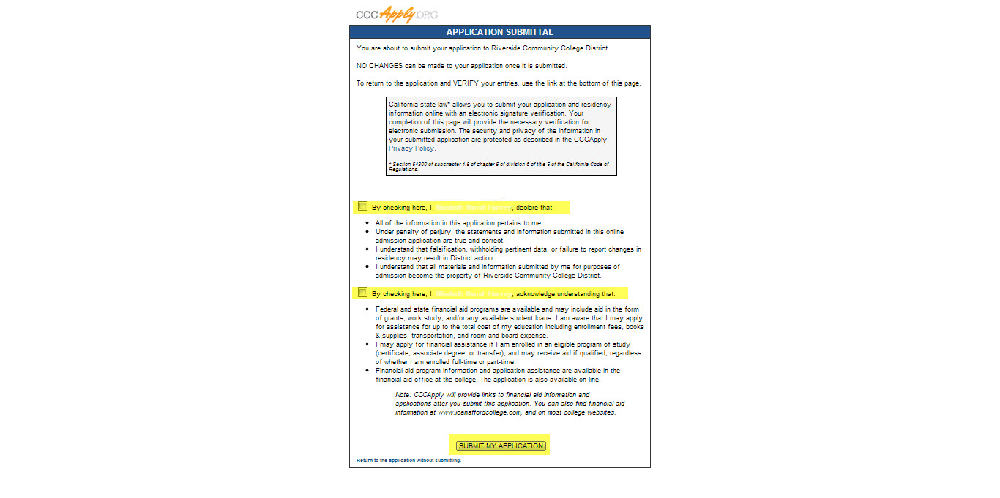 CCCApply.ORG
APPLICATION SUBMITTAL
You are about to submit your application to Riverside Community College District.
NO CHANGES can be made to your application once it is submitted.
To return to the application and VERIFY your entries, use the link at the bottom of this page.
California state law* allows you to submit your application and residency
information online with an electronic signature verification. Your
completion of this page will provide the necessary verification for
electronic submission. The security and privacy of the information in
your submitted application are protected as described in the CCCApply
Privacy Policy.
* Section 54300 of subchapter 4.5 of chapter 5 of division 6 of title 5 of the California Code of
Regulations.
By checking here, I, , declare that:
• All of the information in this application pertains to me.
• Under penalty of perjury, the statements and information submitted in this online
admission application are true and correct.
• I understand that falsification, withholding pertinent data, or failure to report changes in
residency may result in District action.
• I understand that all materials and information submitted by me for purposes of
admission become the property of Riverside Community College District.
By checking here, I, , acknowledge understanding that:
• Federal and state financial aid programs are available and may include aid in the form
of grants, work study, and/or any available student loans. I am aware that I may apply
for assistance for up to the total cost of my education including enrollment fees, books
& supplies, transportation, and room and board expense.
• I may apply for financial assistance if I am enrolled in an eligible program of study
(certificate, associate degree, or transfer), and may receive aid if qualified, regardless
of whether I am enrolled full-time or part-time.
• Financial aid program information and application assistance are available in the
financial aid office at the college. The application is also available on-line.
Note: CCCApply will provide links to financial aid information and
applications after you submit this application. You can also find financial aid
information at www.icanaffordcollege.com, and on most college websites.
SUBMIT MY APPLICATION
Return to the application without submitting.